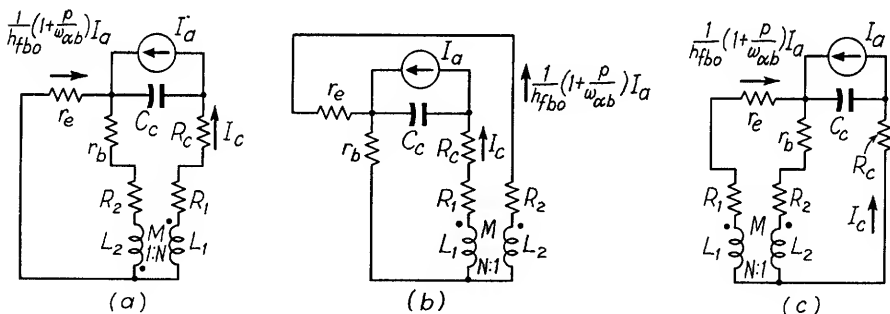 1/h_fbo (1+p/ω_αb) I_a
I_a
r_e
C_c
r_b
R_c
I_c
R_2
R_1
M
1:N
L_2
L_1
(a)
I_a
1/h_fbo (1+p/ω_αb) I_a
r_e
C_c
r_b
R_c
I_c
R_1
R_2
M
L_1
N:1
L_2
(b)
1/h_fbo (1+p/ω_αb) I_a
I_a
r_e
C_c
r_b
R_c
R_1
R_2
I_c
M
L_1
N:1
L_2
(c)